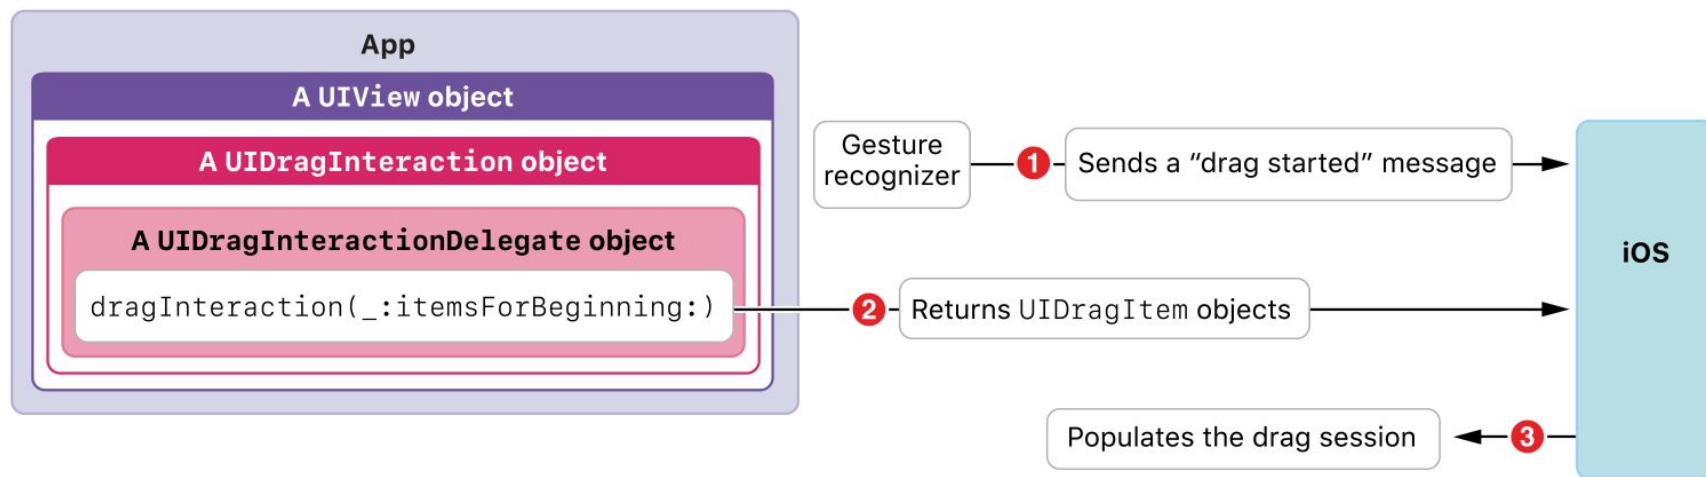 App
A UIView object
A UIDragInteraction object
Gesture
recognizer
1
Sends a “drag started” message
A UIDragInteractionDelegate object
iOS
dragInteraction(_:itemsForBeginning:)
2
Returns UIDragItem objects
Populates the drag session
3